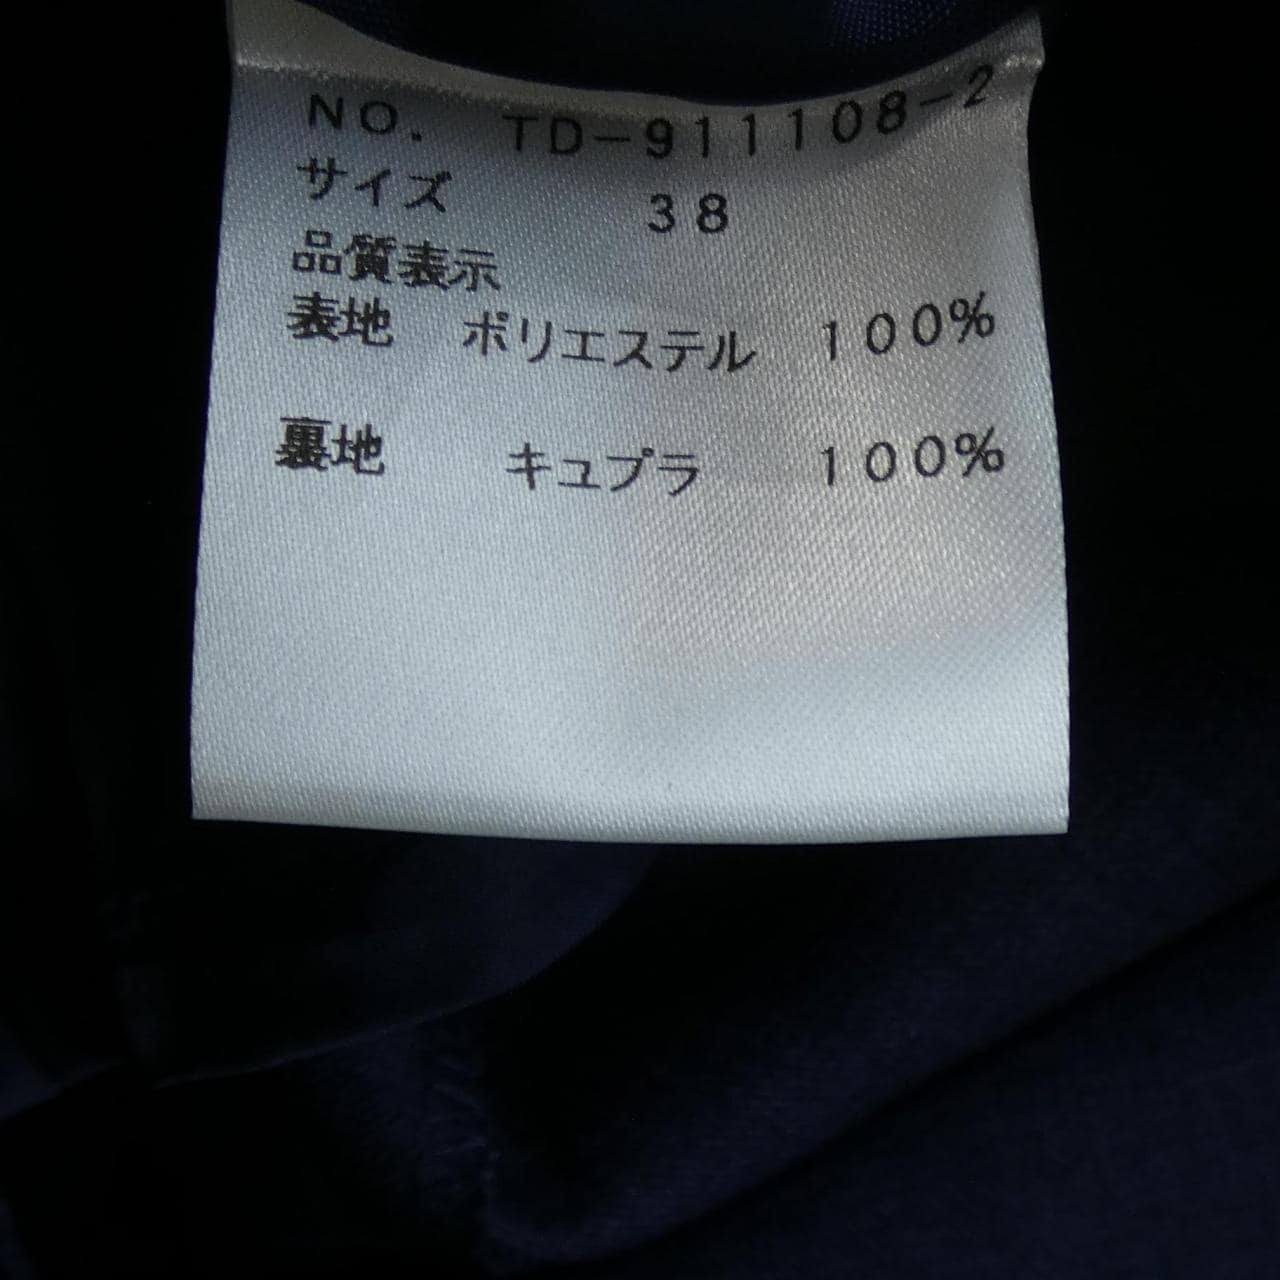 NO. TD-911108-2
サイズ 38
品質表示
表地 ポリエステル 100%
裏地 キュプラ 100%